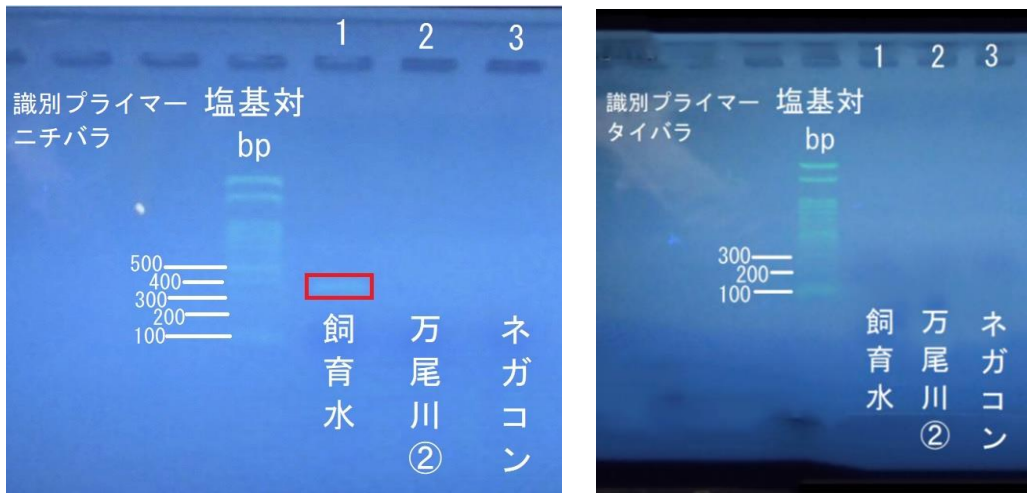 1 2 3
識別プライマー 塩基対
ニチバラ bp
500
400
300
200
100
飼育水
万尾川②
ネガコン
1 2 3
識別プライマー 塩基対
タイバラ bp
300
200
100
飼育水
万尾川②
ネガコン